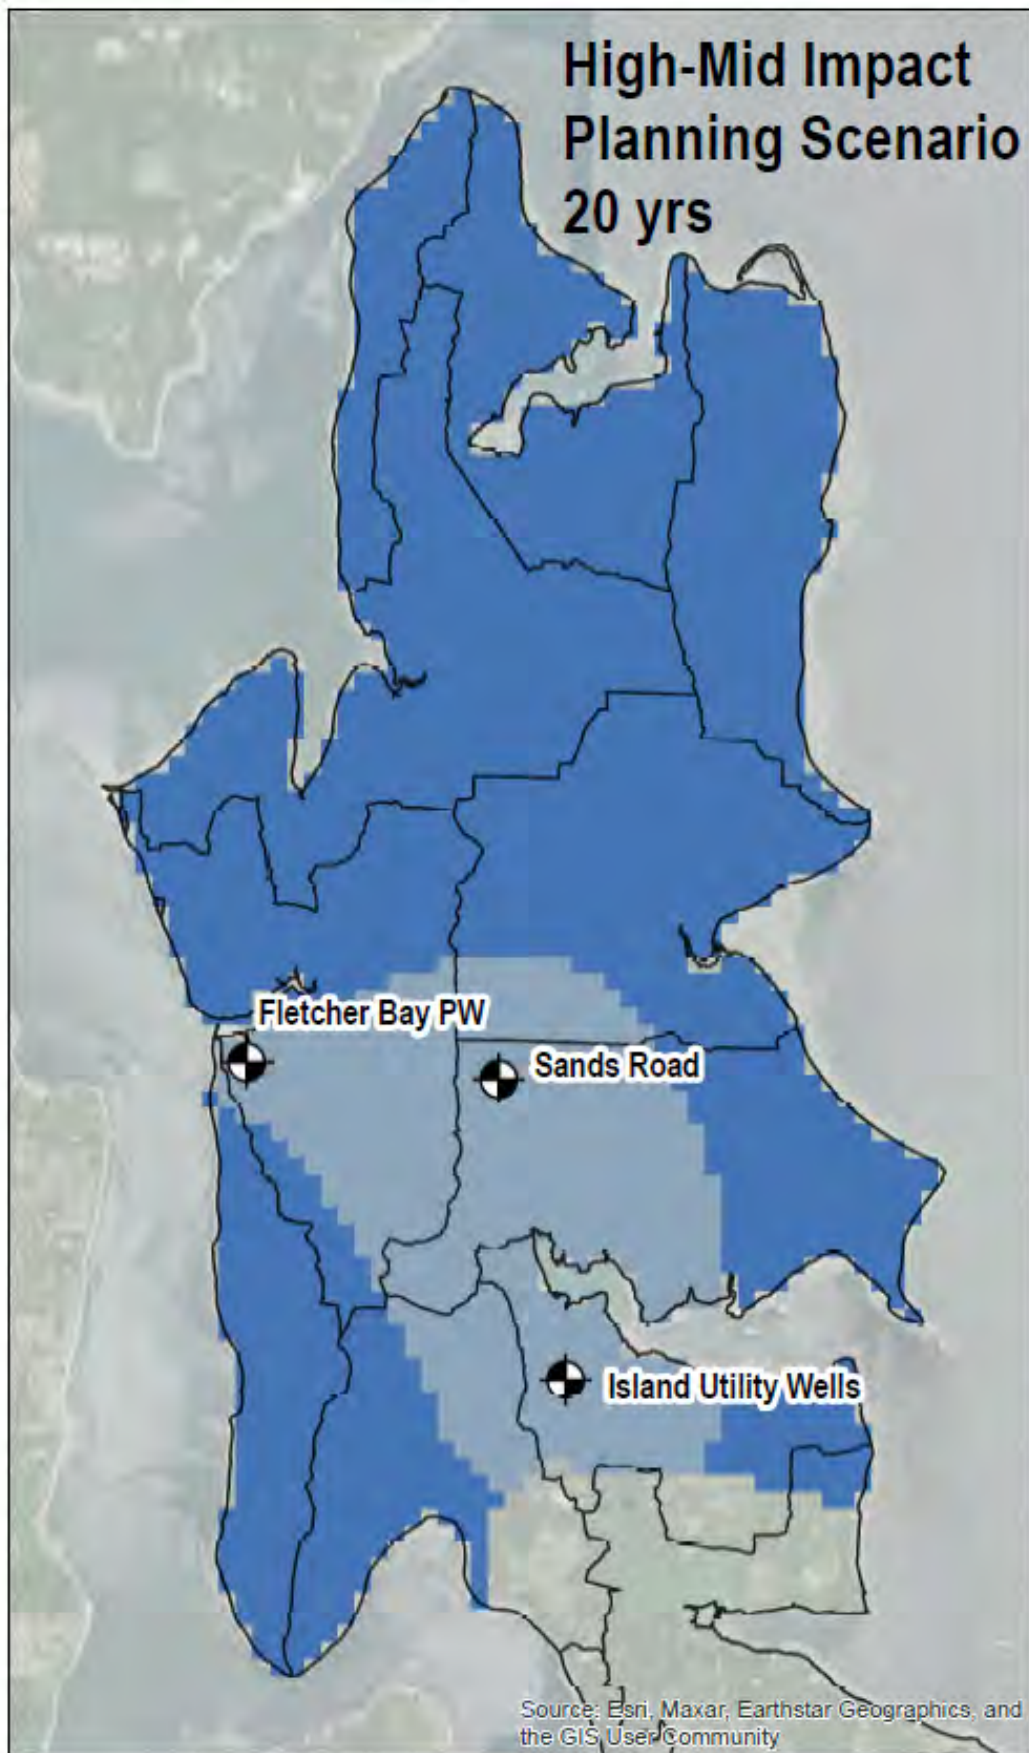 High-Mid Impact
Planning Scenario
20 yrs
Fletcher Bay PW
Sands Road
Island Utility Wells
Source: Esri, Maxar, Earthstar Geographics, and
the GIS User Community